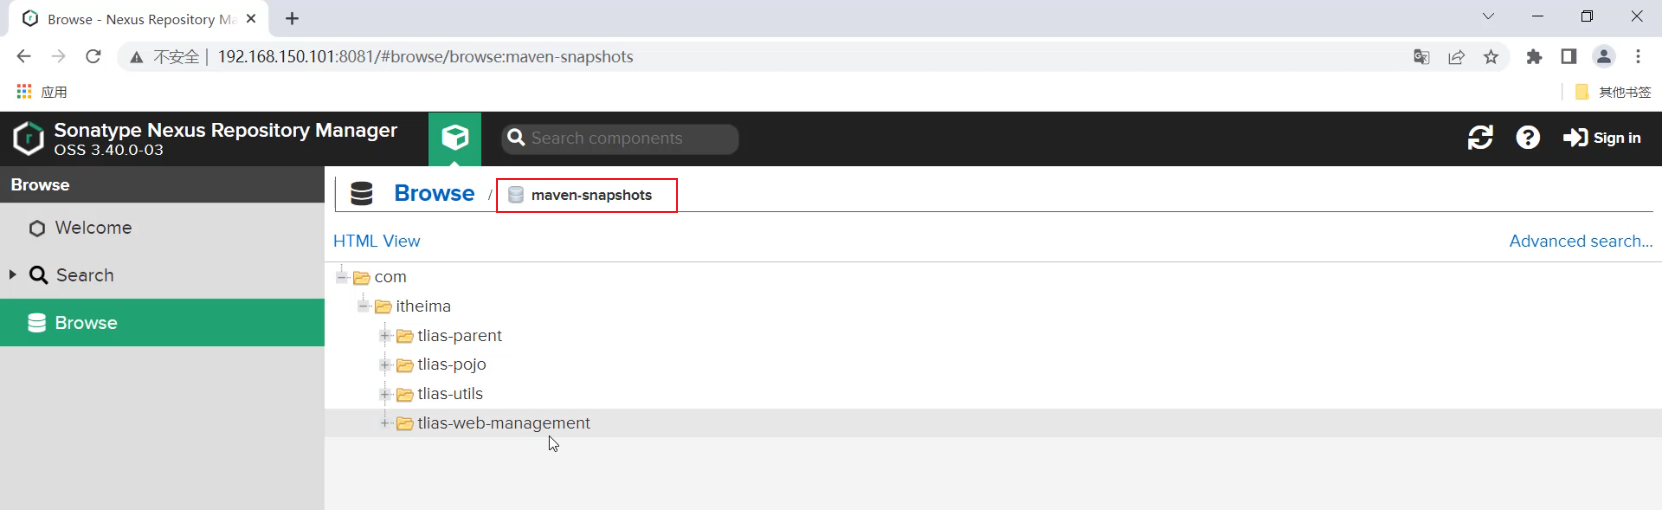 Browse - Nexus Repository Ma
不安全 | 192.168.150.101:8081/#browse/browse:maven-snapshots
应用
其他书签
Sonatype Nexus Repository Manager
OSS 3.40.0-03
Search components
Sign in
Browse
Welcome
Search
Browse
Browse / maven-snapshots
HTML View
Advanced search...
com
itheima
tlias-parent
tlias-pojo
tlias-utils
tlias-web-management